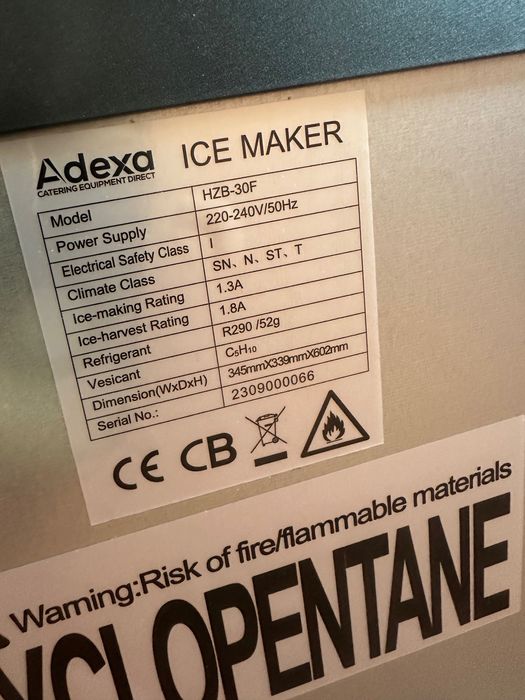 Adexa ICE MAKER
CATERING EQUIPMENT DIRECT
Model HZB-30F
Power Supply 220-240V/50Hz
Electrical Safety Class I
Climate Class SN、N、ST、T
Ice-making Rating 1.3A
Ice-harvest Rating 1.8A
Refrigerant R290 /52g
Vesicant C₅H₁₀
Dimension(WxDxH) 345mmX339mmX602mm
Serial No.: 2309000066
CE CB
Warning:Risk of fire/flammable materials
YCLOPENTANE